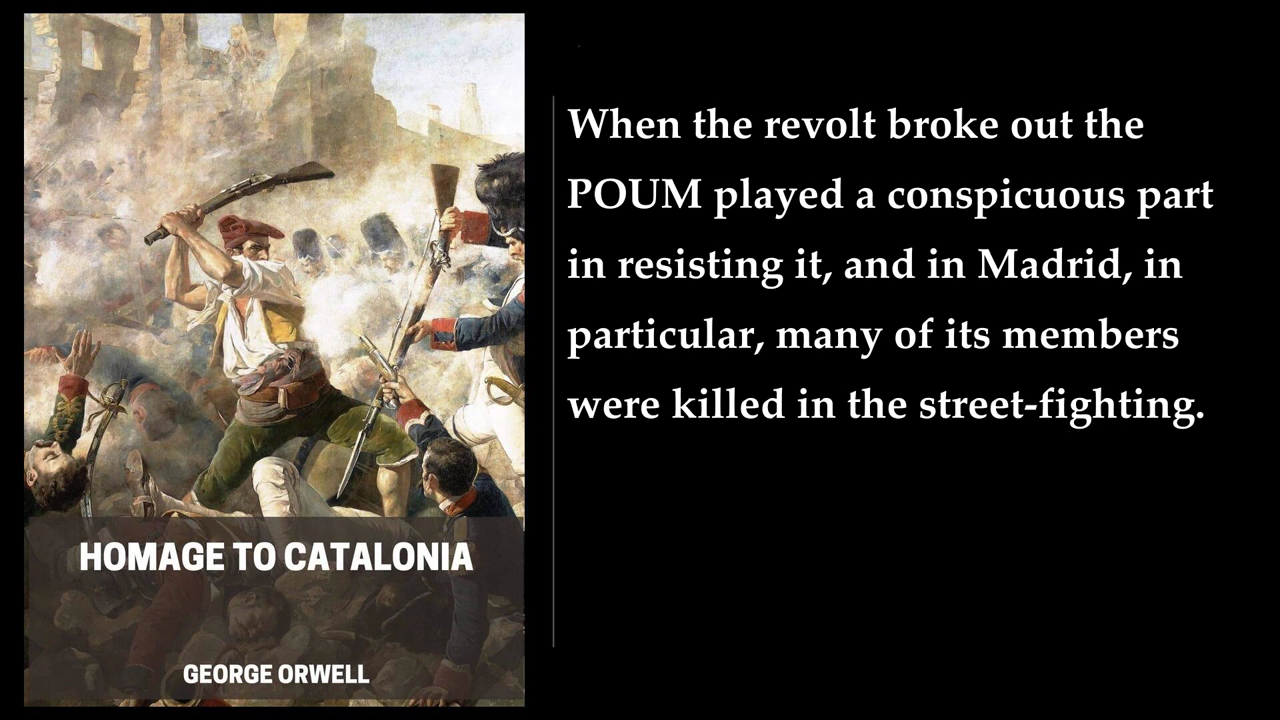 When the revolt broke out the
POUM played a conspicuous part
in resisting it, and in Madrid, in
particular, many of its members
were killed in the street-fighting.
HOMAGE TO CATALONIA
GEORGE ORWELL